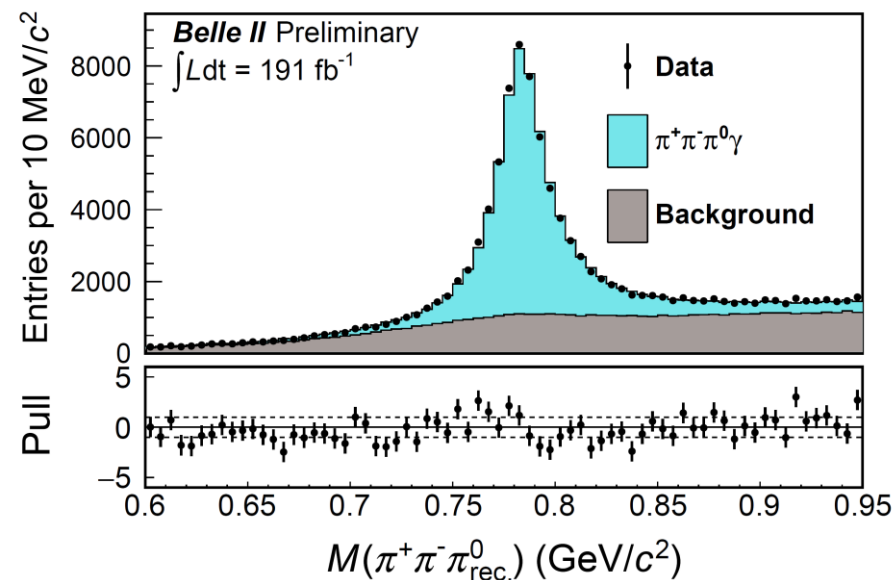 Belle II Preliminary
∫Ldt = 191 fb⁻¹
Data
π⁺π⁻π⁰γ
Background
Entries per 10 MeV/c²
8000
6000
4000
2000
0
Pull
5
0
−5
0.6 0.65 0.7 0.75 0.8 0.85 0.9 0.95
M(π⁺π⁻π⁰rec.) (GeV/c²)